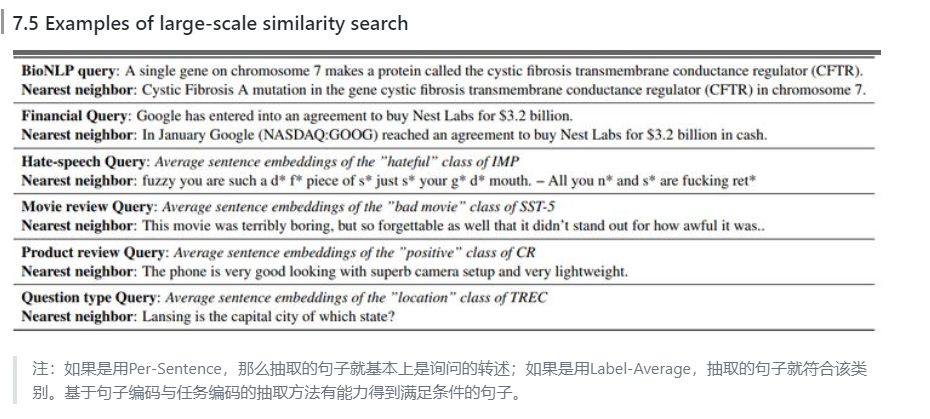 7.5 Examples of large-scale similarity search
BioNLP query: A single gene on chromosome 7 makes a protein called the cystic fibrosis transmembrane conductance regulator (CFTR).
Nearest neighbor: Cystic Fibrosis A mutation in the gene cystic fibrosis transmembrane conductance regulator (CFTR) in chromosome 7.
Financial Query: Google has entered into an agreement to buy Nest Labs for $3.2 billion.
Nearest neighbor: In January Google (NASDAQ:GOOG) reached an agreement to buy Nest Labs for $3.2 billion in cash.
Hate-speech Query: Average sentence embeddings of the ”hateful” class of IMP
Nearest neighbor: fuzzy you are such a d* f* piece of s* just s* your g* d* mouth. – All you n* and s* are fucking ret*
Movie review Query: Average sentence embeddings of the ”bad movie” class of SST-5
Nearest neighbor: This movie was terribly boring, but so forgettable as well that it didn’t stand out for how awful it was..
Product review Query: Average sentence embeddings of the ”positive” class of CR
Nearest neighbor: The phone is very good looking with superb camera setup and very lightweight.
Question type Query: Average sentence embeddings of the ”location” class of TREC
Nearest neighbor: Lansing is the capital city of which state?
注：如果是用Per-Sentence，那么抽取的句子就基本上是询问的转述；如果是用Label-Average，抽取的句子就符合该类
别。基于句子编码与任务编码的抽取方法有能力得到满足条件的句子。